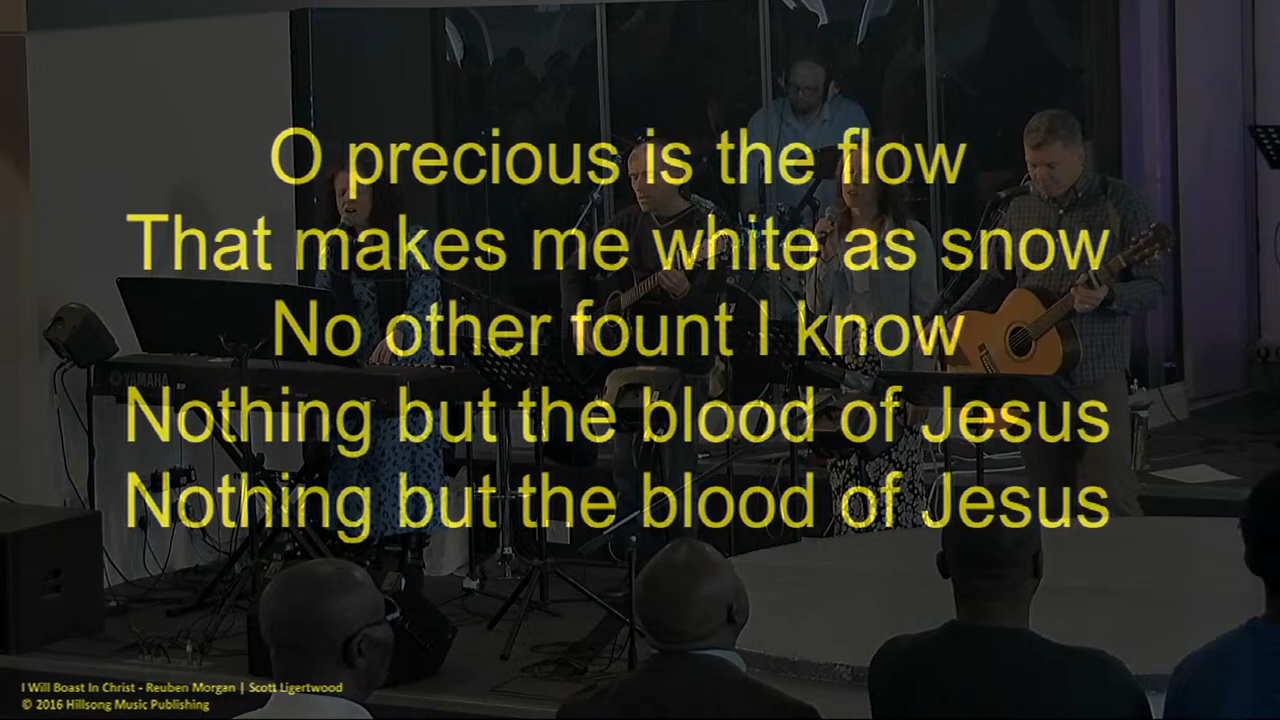 O precious is the flow
That makes me white as snow
No other fount I know
Nothing but the blood of Jesus
Nothing but the blood of Jesus
YAMAHA
I Will Boast In Christ - Reuben Morgan | Scott Ligertwood
© 2016 Hillsong Music Publishing